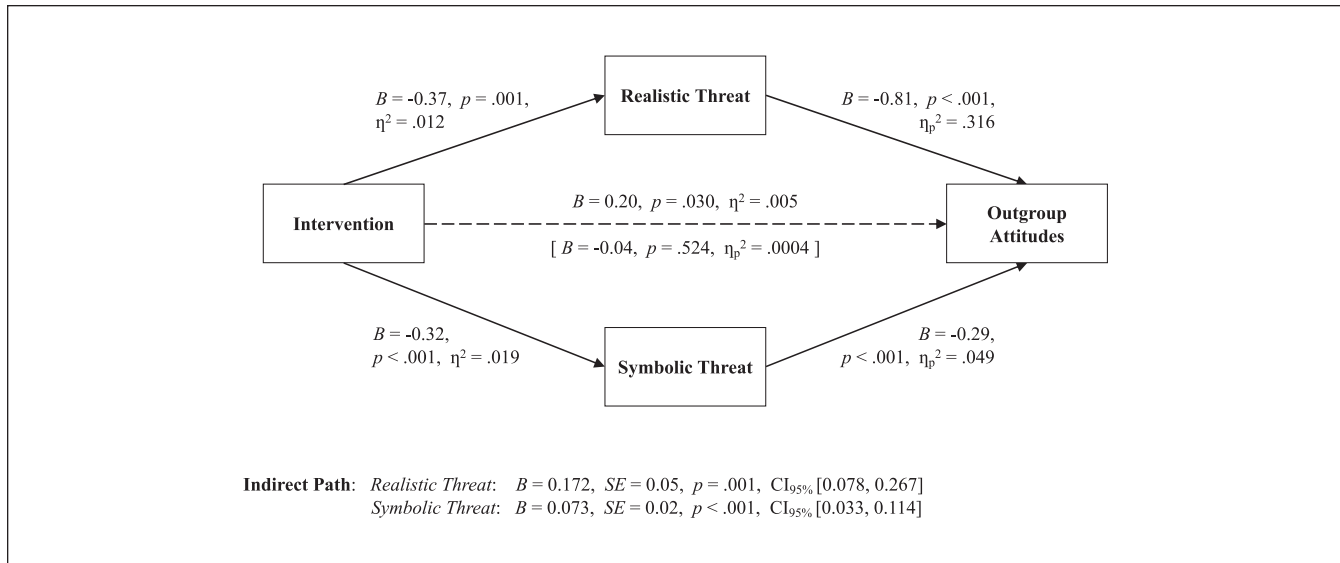 Realistic Threat
B = -0.37, p = .001,
η² = .012
B = -0.81, p < .001,
ηp² = .316
Intervention
B = 0.20, p = .030, η² = .005
[ B = -0.04, p = .524, ηp² = .0004 ]
Outgroup
Attitudes
B = -0.32,
p < .001, η² = .019
Symbolic Threat
B = -0.29,
p < .001, ηp² = .049
Indirect Path: Realistic Threat: B = 0.172, SE = 0.05, p = .001, CI95% [0.078, 0.267]
Symbolic Threat: B = 0.073, SE = 0.02, p < .001, CI95% [0.033, 0.114]